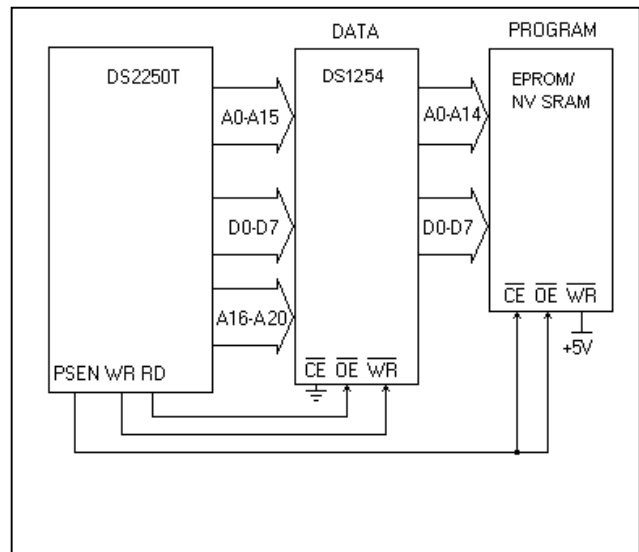 DATA
PROGRAM
DS2250T
DS1254
EPROM/
NV SRAM
A0-A15
A0-A14
D0-D7
D0-D7
A16-A20
CE OE WR
+5V
CE OE WR
PSEN WR RD